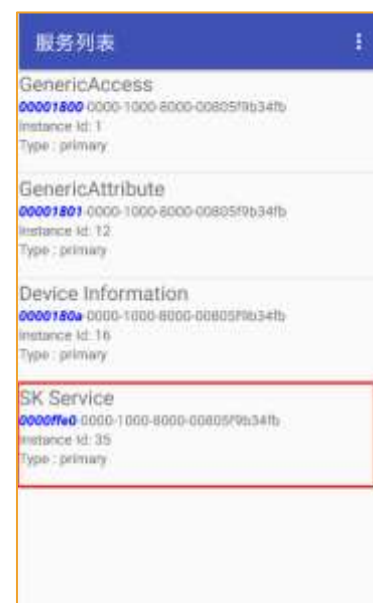 服务列表
GenericAccess
00001800-0000-1000-8000-00805f9b34fb
Instance Id: 1
Type : primary
GenericAttribute
00001801-0000-1000-8000-00805f9b34fb
Instance Id: 12
Type : primary
Device Information
0000180a-0000-1000-8000-00805f9b34fb
Instance Id: 16
Type : primary
SK Service
0000ffe0-0000-1000-8000-00805f9b34fb
Instance Id: 35
Type : primary